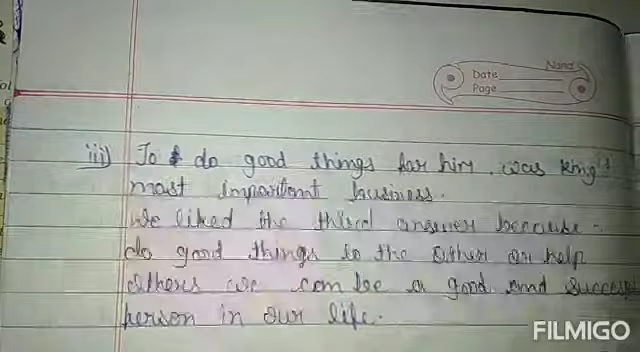 Nand
Date
Page
iii) To do good things for him, was king's
most important business.
We liked the third answer because
do good things to the other or help
others we can be a good and success
person in our life.
FILMIGO